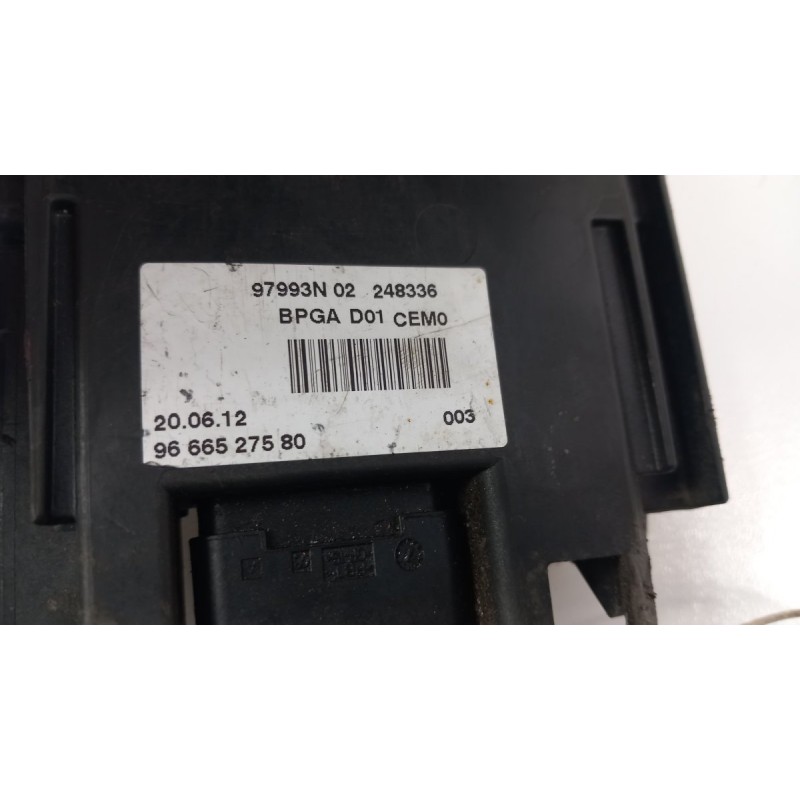 97993N 02 248336
BPGA D01 CEM0
20.06.12 003
96 665 275 80